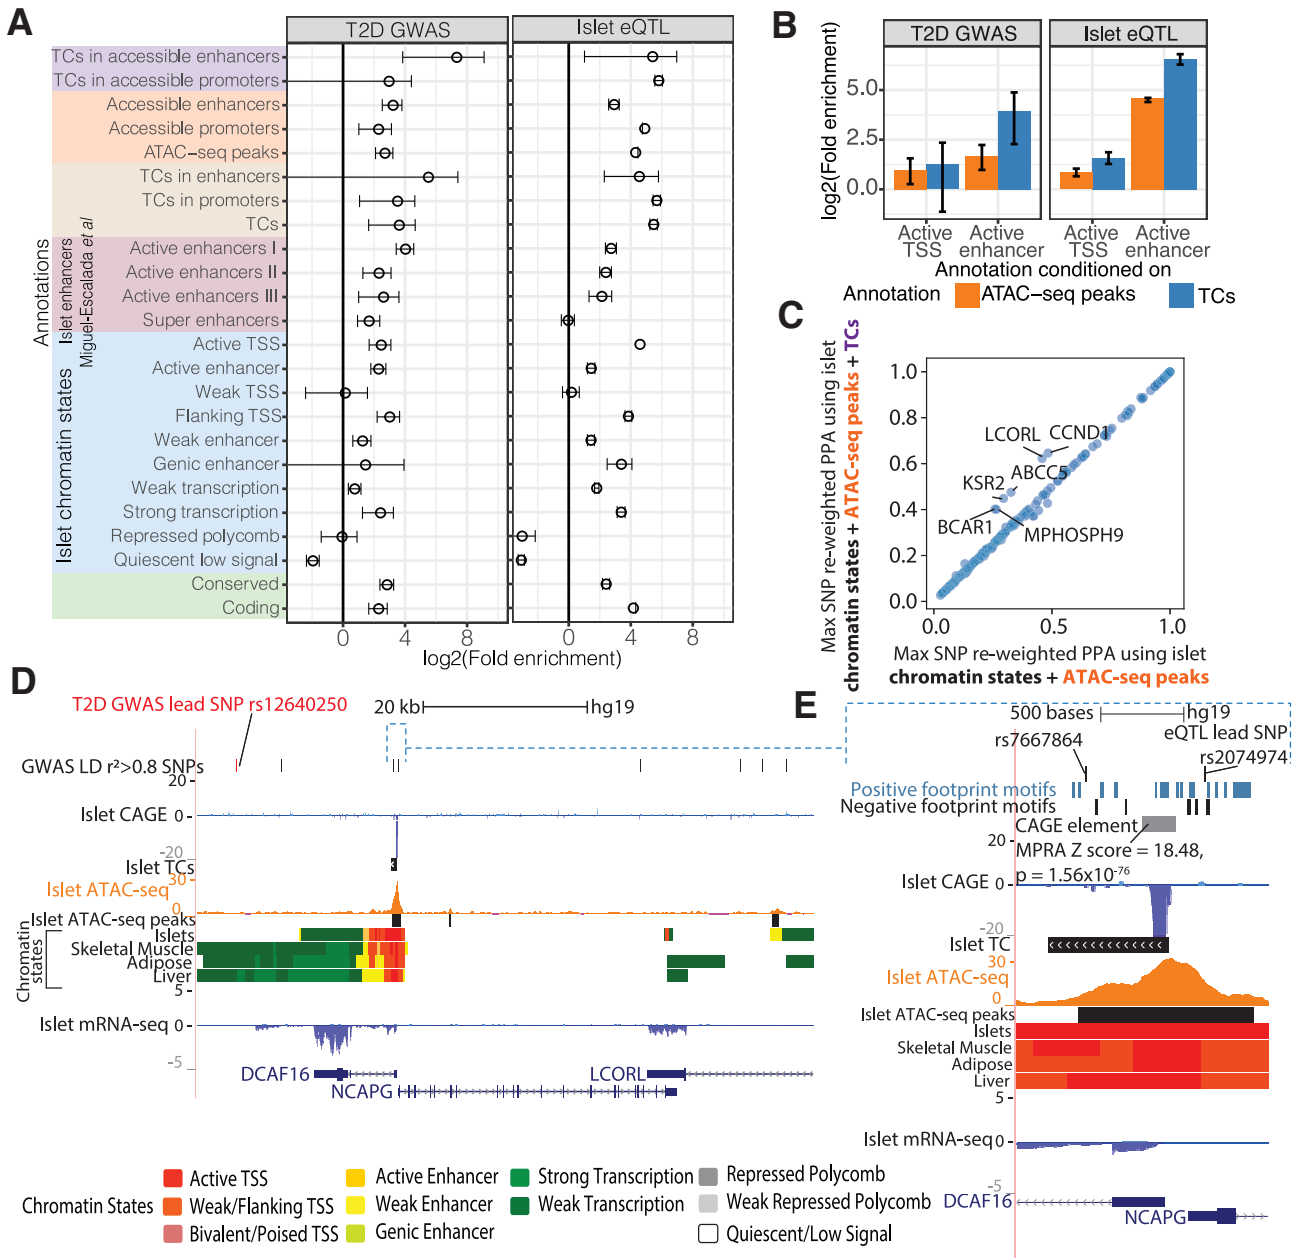 A
T2D GWAS
Islet eQTL
Annotations
Islet enhancers
Miguel-Escalada et al
Islet chromatin states
TCs in accessible enhancers
TCs in accessible promoters
Accessible enhancers
Accessible promoters
ATAC−seq peaks
TCs in enhancers
TCs in promoters
TCs
Active enhancers I
Active enhancers II
Active enhancers III
Super enhancers
Active TSS
Active enhancer
Weak TSS
Flanking TSS
Weak enhancer
Genic enhancer
Weak transcription
Strong transcription
Repressed polycomb
Quiescent low signal
Conserved
Coding
0 4 8 0 4 8
log2(Fold enrichment)
B
T2D GWAS
Islet eQTL
log2(Fold enrichment)
5.0
2.5
0.0
Active TSS
Active enhancer
Active TSS
Active enhancer
Annotation conditioned on
Annotation ATAC−seq peaks TCs
C
Max SNP re-weighted PPA using islet
chromatin states + ATAC-seq peaks + TCs
1.0
0.8
0.6
0.4
0.2
0.0
LCORL CCND1
KSR2 ABCC5
BCAR1 MPHOSPH9
0.0 0.5 1.0
Max SNP re-weighted PPA using islet
chromatin states + ATAC-seq peaks
D
T2D GWAS lead SNP rs12640250
20 kb hg19
GWAS LD r²>0.8 SNPs
20
Islet CAGE 0
-20
Islet TCs
30
Islet ATAC-seq
0
Islet ATAC-seq peaks
Chromatin
states
Islets
Skeletal Muscle
Adipose
Liver
5
Islet mRNA-seq 0
-5
DCAF16
NCAPG
LCORL
E
500 bases hg19
rs7667864
eQTL lead SNP
rs2074974
Positive footprint motifs
Negative footprint motifs
CAGE element
MPRA Z score = 18.48,
p = 1.56x10⁻⁷⁶
20
Islet CAGE 0
-20
Islet TC
30
Islet ATAC-seq
0
Islet ATAC-seq peaks
Islets
Skeletal Muscle
Adipose
Liver
5
Islet mRNA-seq 0
-5
DCAF16
NCAPG
Chromatin States
Active TSS
Weak/Flanking TSS
Bivalent/Poised TSS
Active Enhancer
Weak Enhancer
Genic Enhancer
Strong Transcription
Weak Transcription
Repressed Polycomb
Weak Repressed Polycomb
Quiescent/Low Signal